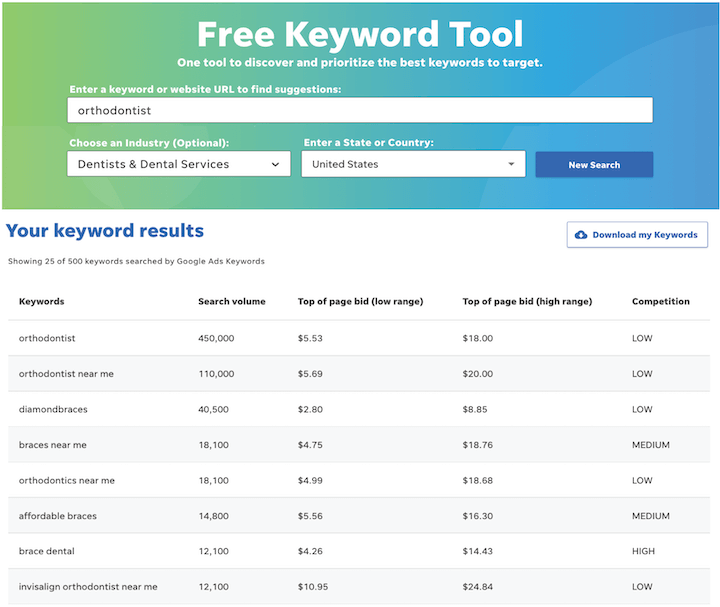 Free Keyword Tool
One tool to discover and prioritize the best keywords to target.
Enter a keyword or website URL to find suggestions:
orthodontist
Choose an Industry (Optional): Enter a State or Country:
Dentists & Dental Services United States New Search
Your keyword results
Download my Keywords
Showing 25 of 500 keywords searched by Google Ads Keywords
Keywords Search volume Top of page bid (low range) Top of page bid (high range) Competition
orthodontist 450,000 $5.53 $18.00 LOW
orthodontist near me 110,000 $5.69 $20.00 LOW
diamondbraces 40,500 $2.80 $8.85 LOW
braces near me 18,100 $4.75 $18.76 MEDIUM
orthodontics near me 18,100 $4.99 $18.68 LOW
affordable braces 14,800 $5.56 $16.30 MEDIUM
brace dental 12,100 $4.26 $14.43 HIGH
invisalign orthodontist near me 12,100 $10.95 $24.84 LOW